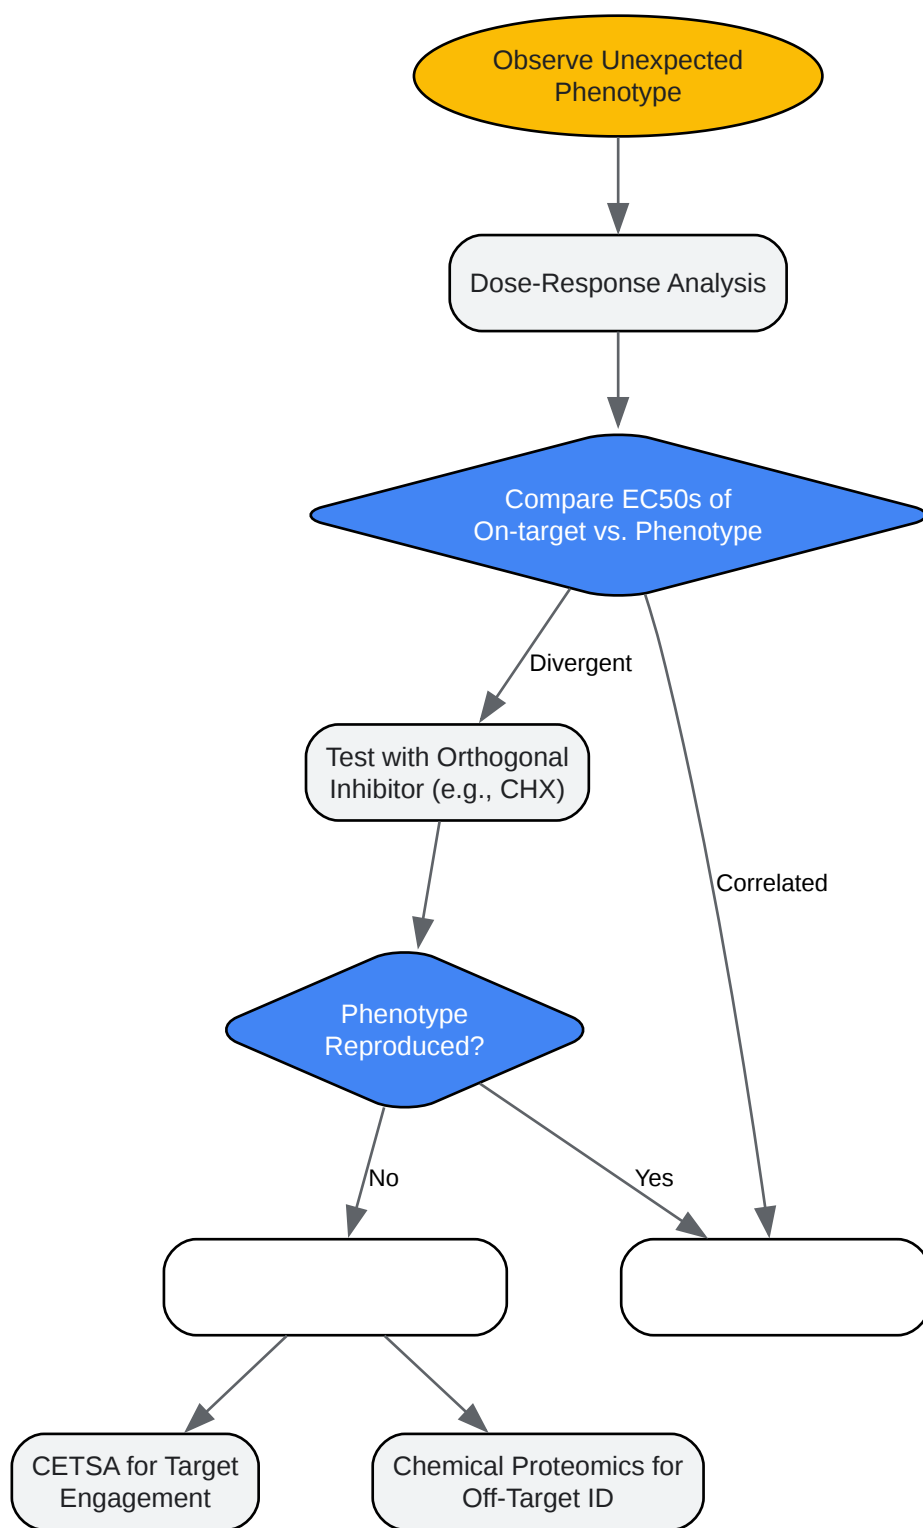 Observe Unexpected
Phenotype
Dose-Response Analysis
Compare EC50s of
On-target vs. Phenotype
Divergent
Test with Orthogonal
Inhibitor (e.g., CHX)
Correlated
Phenotype
Reproduced?
No
Yes
CETSA for Target
Engagement
Chemical Proteomics for
Off-Target ID